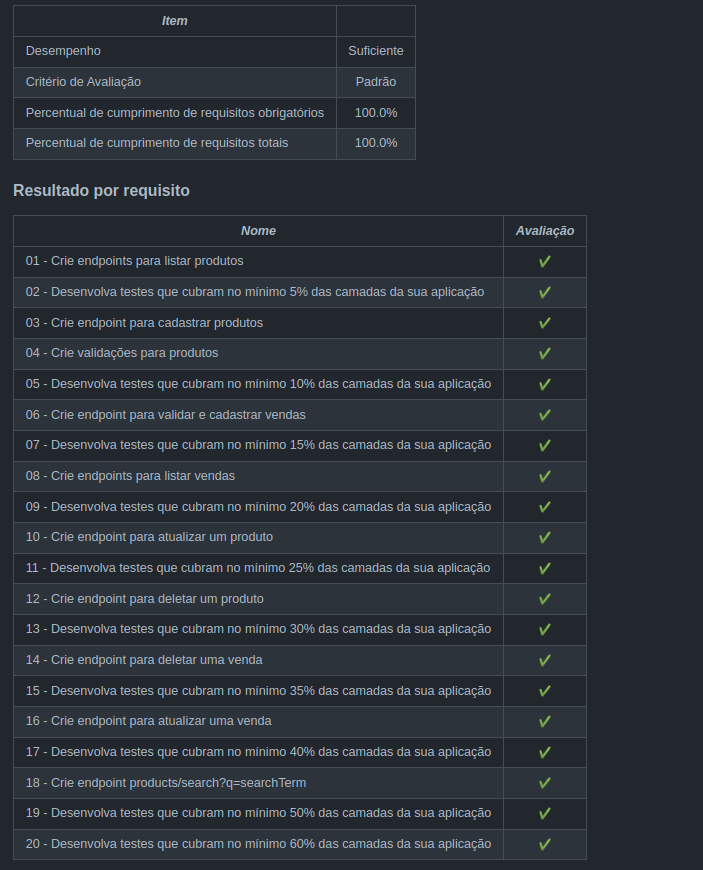 Item
Desempenho Suficiente
Critério de Avaliação Padrão
Percentual de cumprimento de requisitos obrigatórios 100.0%
Percentual de cumprimento de requisitos totais 100.0%
Resultado por requisito
Nome Avaliação
01 - Crie endpoints para listar produtos ✔
02 - Desenvolva testes que cubram no mínimo 5% das camadas da sua aplicação ✔
03 - Crie endpoint para cadastrar produtos ✔
04 - Crie validações para produtos ✔
05 - Desenvolva testes que cubram no mínimo 10% das camadas da sua aplicação ✔
06 - Crie endpoint para validar e cadastrar vendas ✔
07 - Desenvolva testes que cubram no mínimo 15% das camadas da sua aplicação ✔
08 - Crie endpoints para listar vendas ✔
09 - Desenvolva testes que cubram no mínimo 20% das camadas da sua aplicação ✔
10 - Crie endpoint para atualizar um produto ✔
11 - Desenvolva testes que cubram no mínimo 25% das camadas da sua aplicação ✔
12 - Crie endpoint para deletar um produto ✔
13 - Desenvolva testes que cubram no mínimo 30% das camadas da sua aplicação ✔
14 - Crie endpoint para deletar uma venda ✔
15 - Desenvolva testes que cubram no mínimo 35% das camadas da sua aplicação ✔
16 - Crie endpoint para atualizar uma venda ✔
17 - Desenvolva testes que cubram no mínimo 40% das camadas da sua aplicação ✔
18 - Crie endpoint products/search?q=searchTerm ✔
19 - Desenvolva testes que cubram no mínimo 50% das camadas da sua aplicação ✔
20 - Desenvolva testes que cubram no mínimo 60% das camadas da sua aplicação ✔